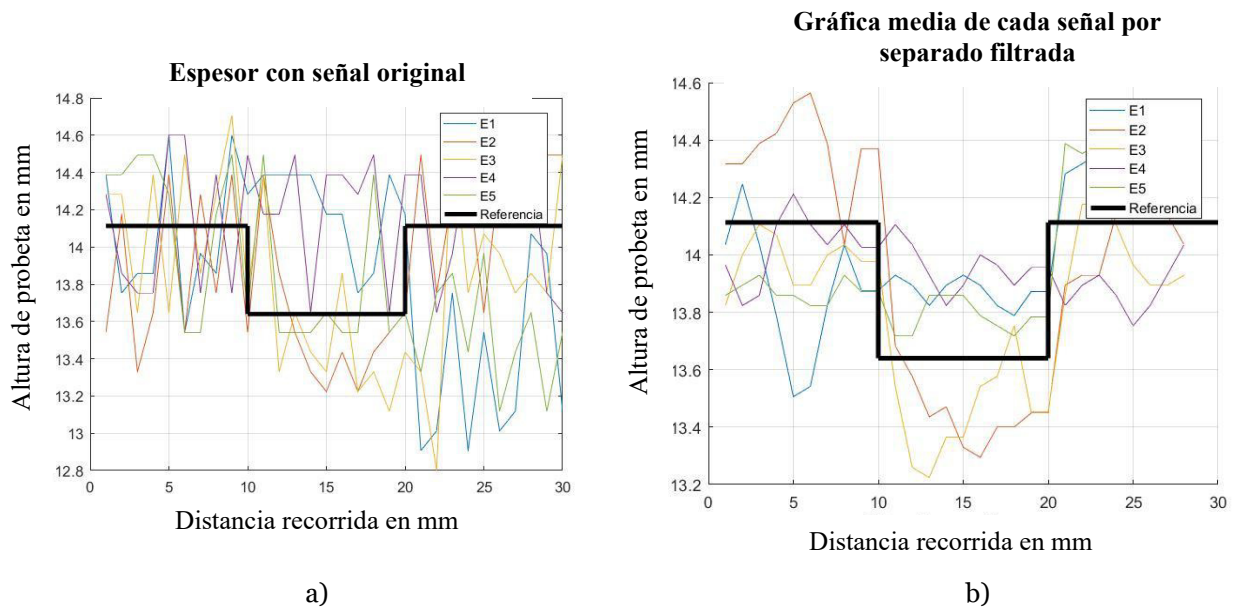 Espesor con señal original
Altura de probeta en mm
14.8
14.6
14.4
14.2
14
13.8
13.6
13.4
13.2
13
12.8
0
5
10
15
20
25
30
E1
E2
E3
E4
E5
Referencia
Distancia recorrida en mm
a)
Gráfica media de cada señal por
separado filtrada
Altura de probeta en mm
14.6
14.4
14.2
14
13.8
13.6
13.4
13.2
0
5
10
15
20
25
30
E1
E2
E3
E4
E5
Referencia
Distancia recorrida en mm
b)